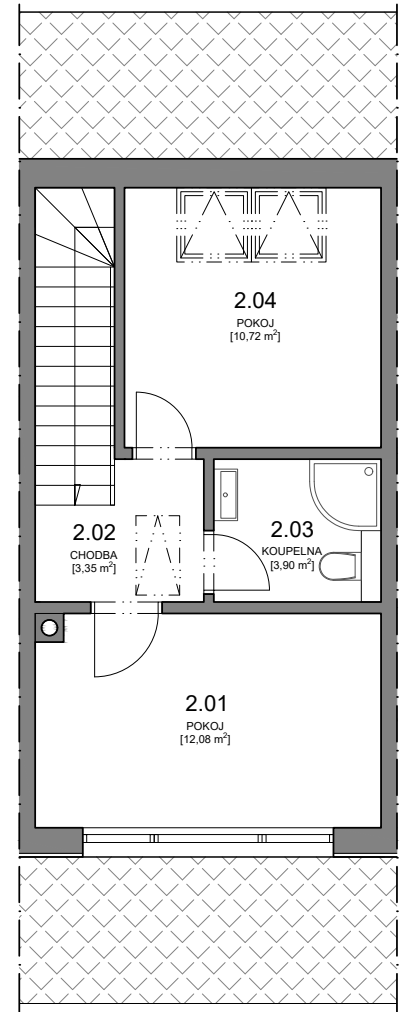 2.04
POKOJ
[10,72 m²]
2.02
CHODBA
[3,35 m²]
2.03
KOUPELNA
[3,90 m²]
2.01
POKOJ
[12,08 m²]